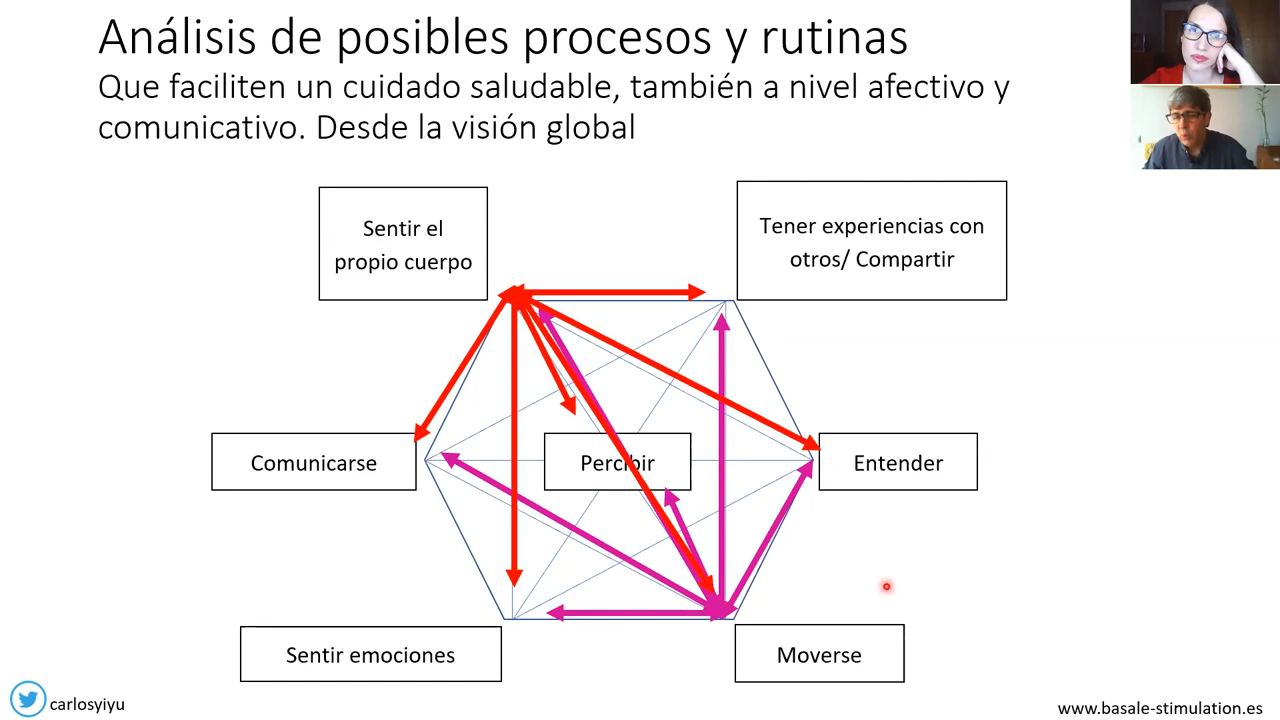 Análisis de posibles procesos y rutinas
Que faciliten un cuidado saludable, también a nivel afectivo y
comunicativo. Desde la visión global
Sentir el
propio cuerpo
Tener experiencias con
otros/ Compartir
Comunicarse
Percibir
Entender
Sentir emociones
Moverse
carlosyiyu
www.basale-stimulation.es